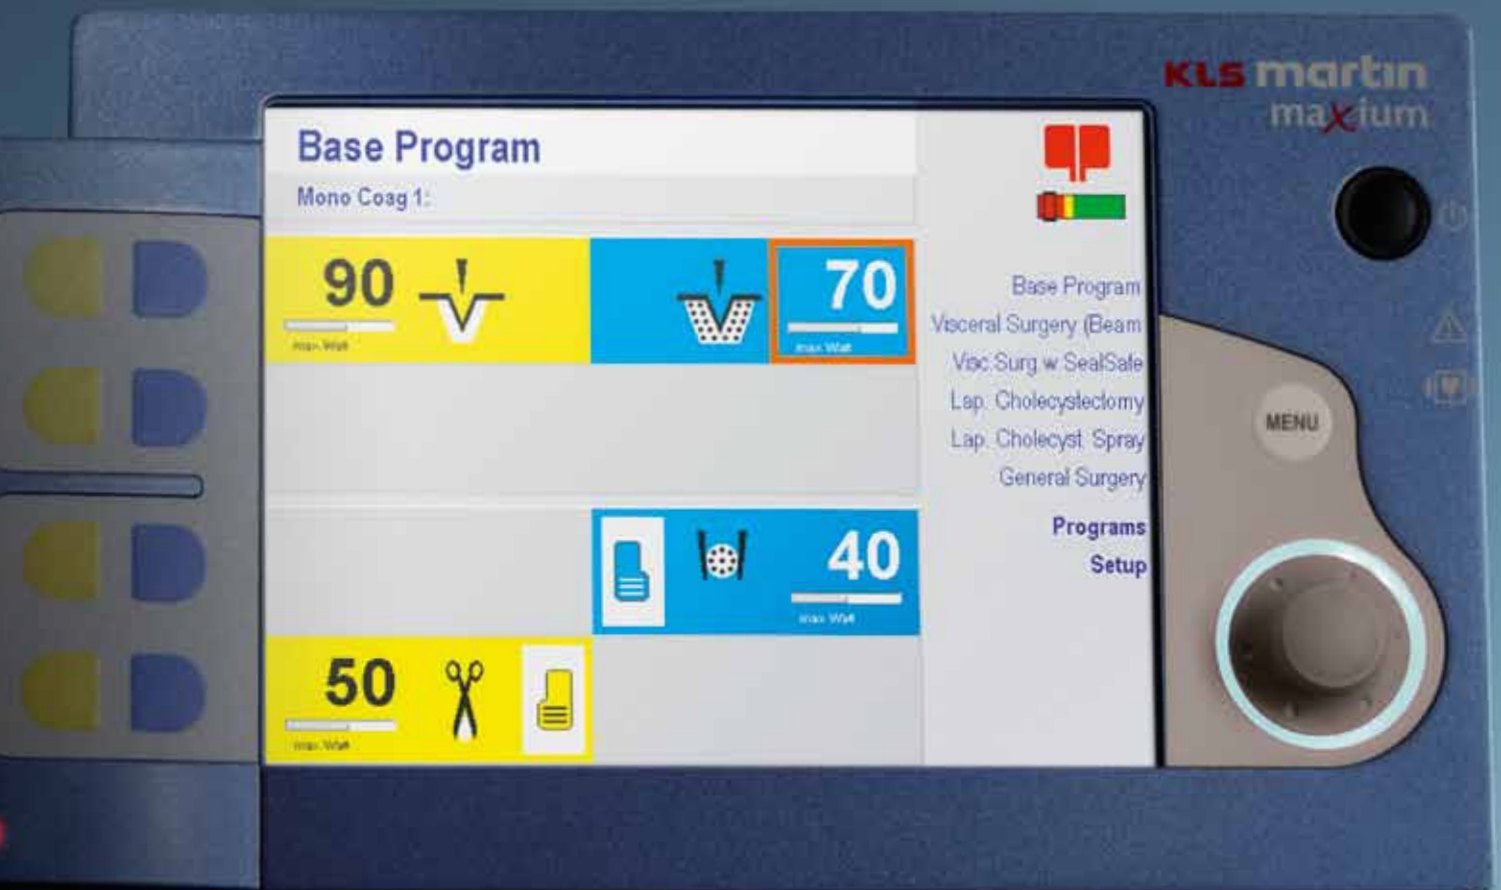 KLS martin
maxium
Base Program
Mono Coag 1:
90
max. Watt
70
max. Watt
40
max. Watt
50
max. Watt
Base Program
Visceral Surgery (Beam
Visc.Surg w SealSafe
Lap. Cholecystectomy
Lap. Cholecyst. Spray
General Surgery
Programs
Setup
MENU